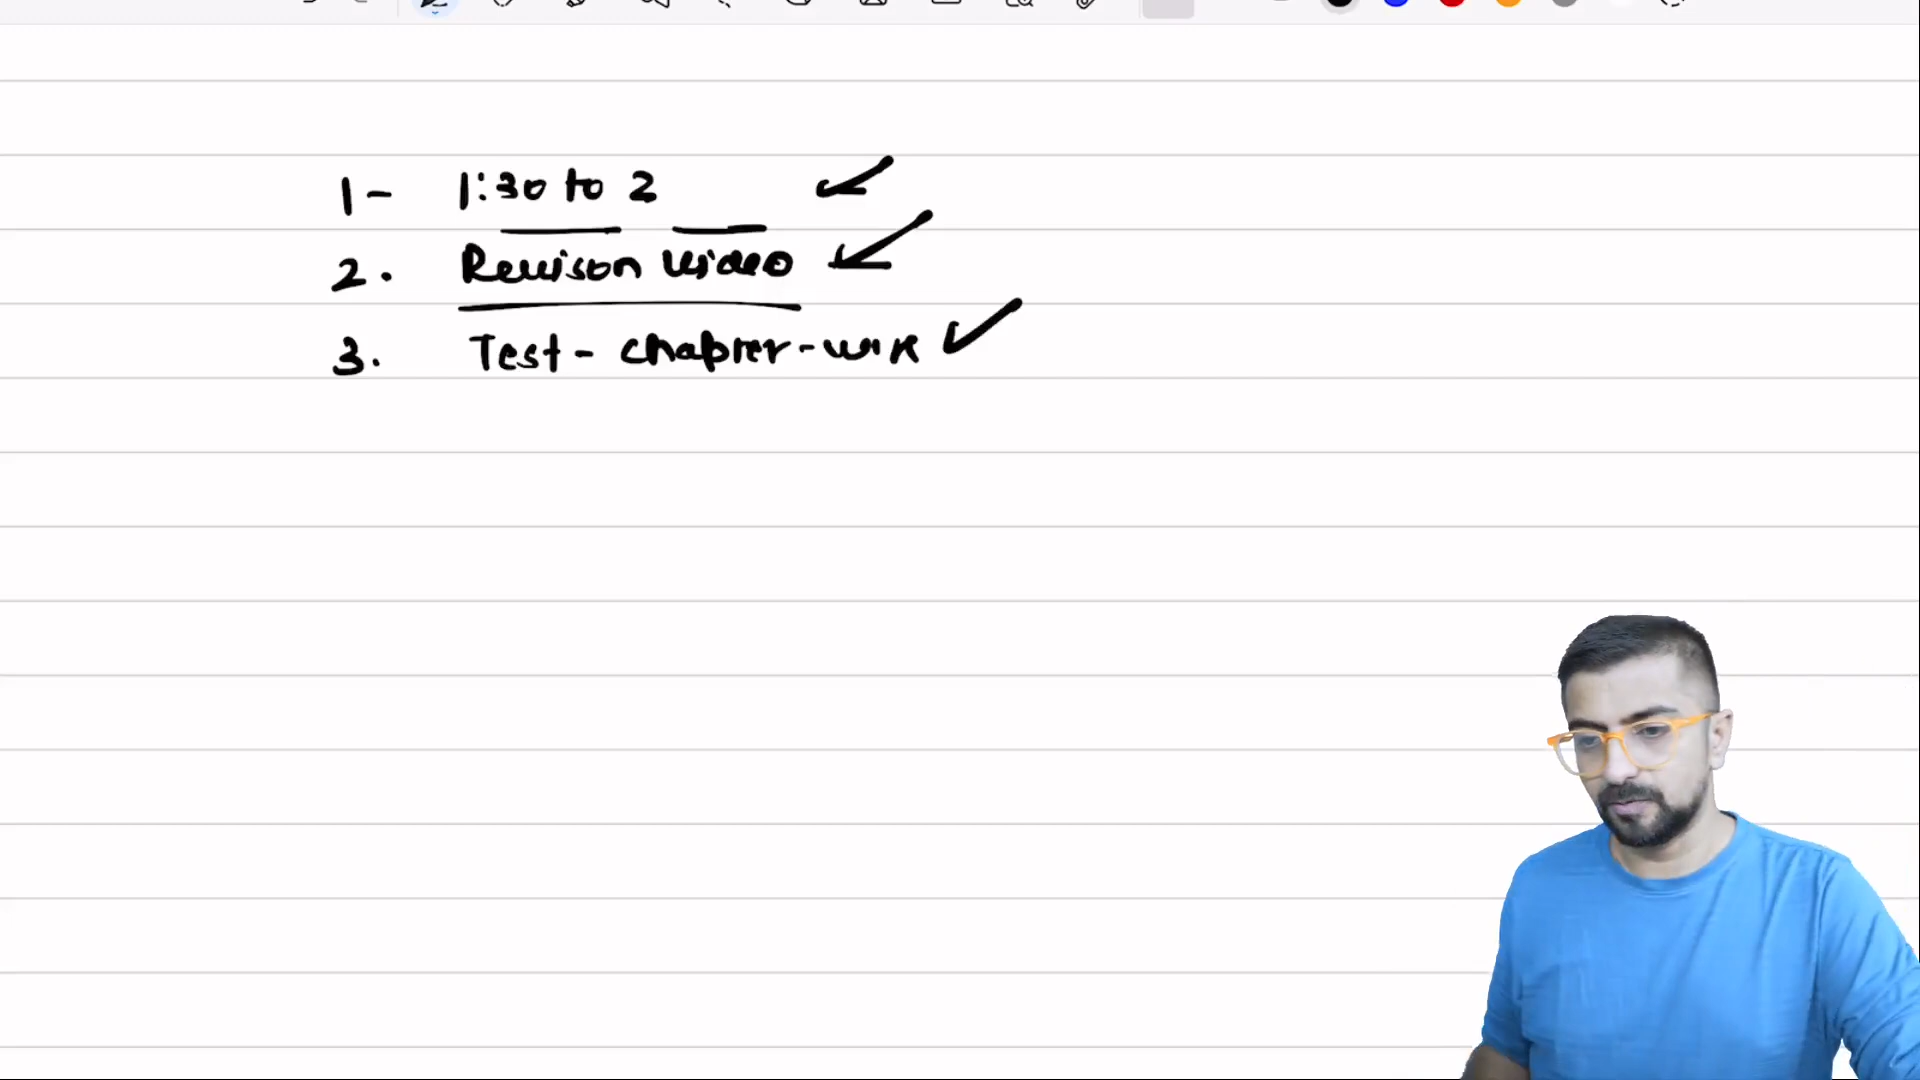 1- 1:30 to 2
2. Revison video
3. Test - chapter-wise